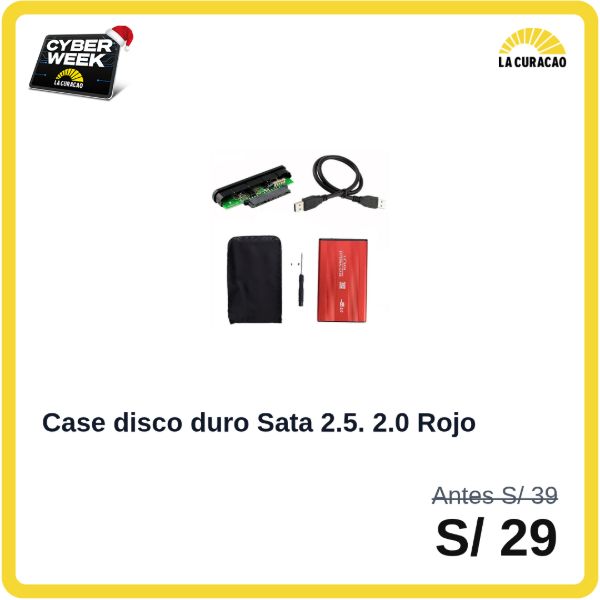 CYBER
WEEK
LA CURACAO
LA CURACAO
Case disco duro Sata 2.5. 2.0 Rojo
Antes S/ 39
S/ 29